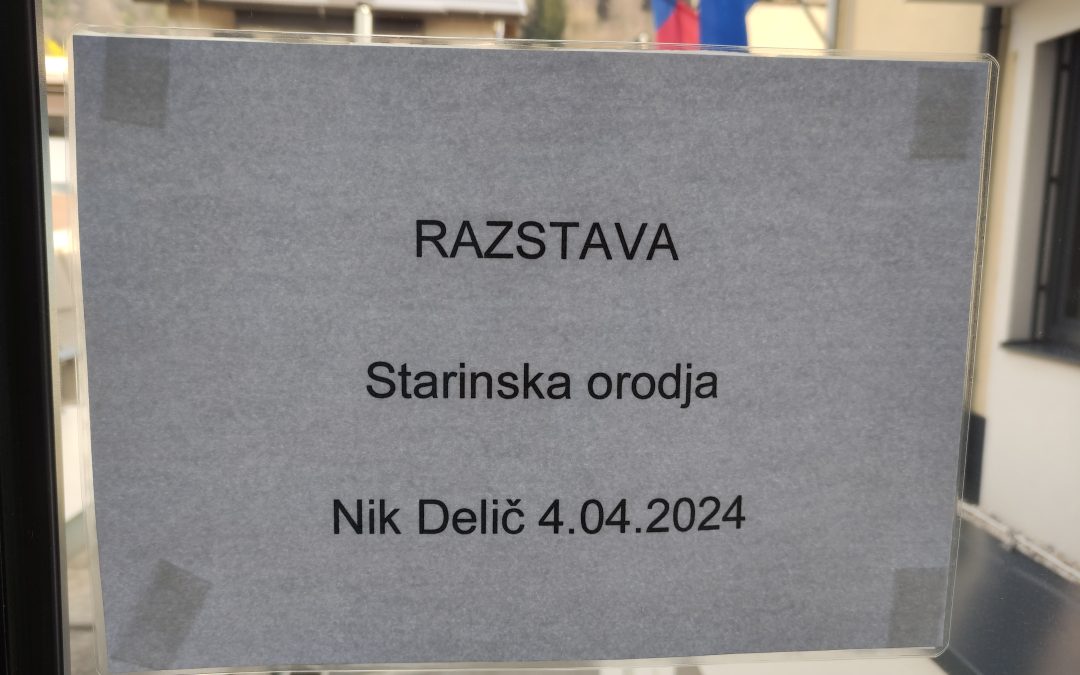 RAZSTAVA
Starinska orodja
Nik Delič 4.04.2024